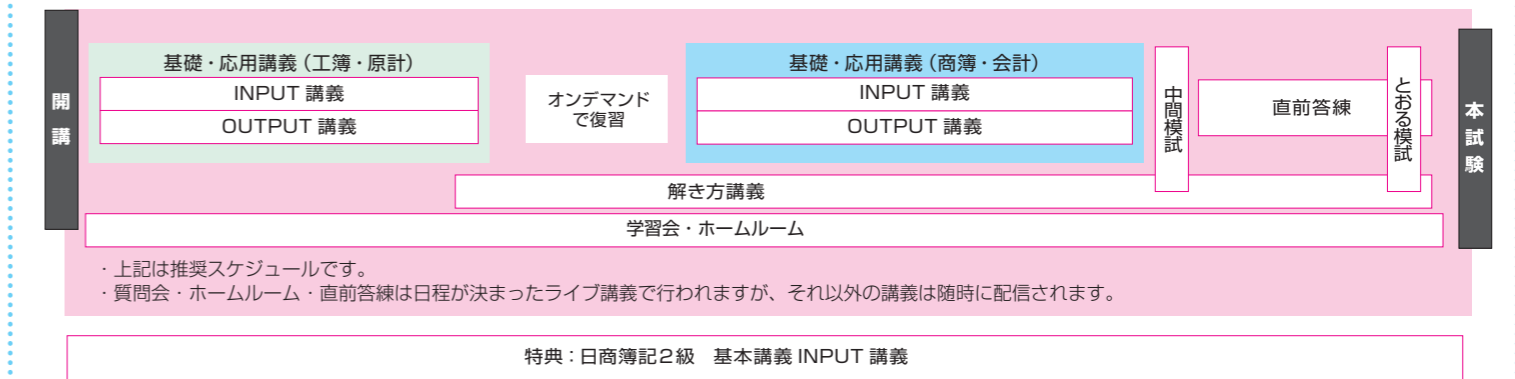 開講
基礎・応用講義（工簿・原計）
INPUT 講義
OUTPUT 講義
オンデマンド
で復習
基礎・応用講義（商簿・会計）
INPUT 講義
OUTPUT 講義
中間模試
直前答練
とおる模試
本試験
解き方講義
学習会・ホームルーム
・上記は推奨スケジュールです。
・質問会・ホームルーム・直前答練は日程が決まったライブ講義で行われますが、それ以外の講義は随時に配信されます。
特典：日商簿記２級　基本講義 INPUT 講義